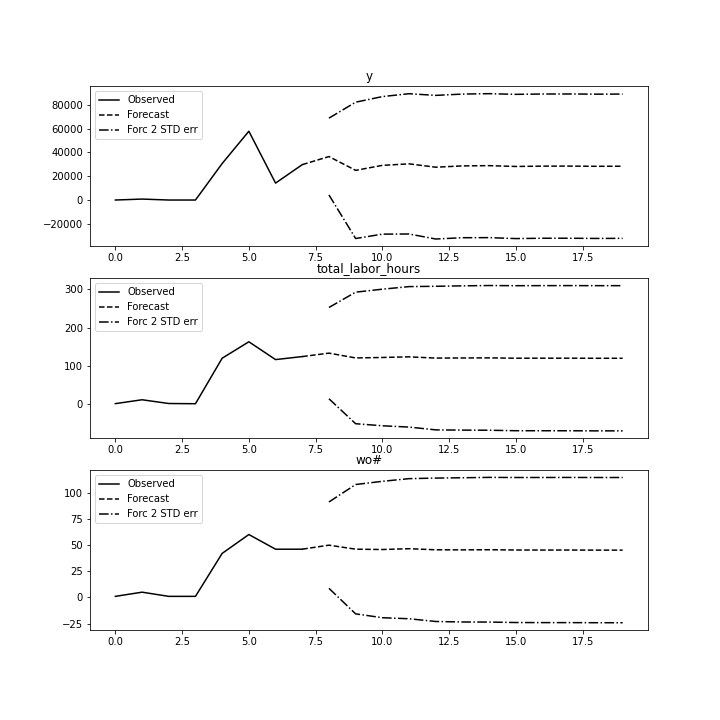 y
Observed
Forecast
Forc 2 STD err
80000
60000
40000
20000
0
−20000
0.0 2.5 5.0 7.5 10.0 12.5 15.0 17.5
total_labor_hours
Observed
Forecast
Forc 2 STD err
300
200
100
0
0.0 2.5 5.0 7.5 10.0 12.5 15.0 17.5
wo#
Observed
Forecast
Forc 2 STD err
100
75
50
25
0
−25
0.0 2.5 5.0 7.5 10.0 12.5 15.0 17.5